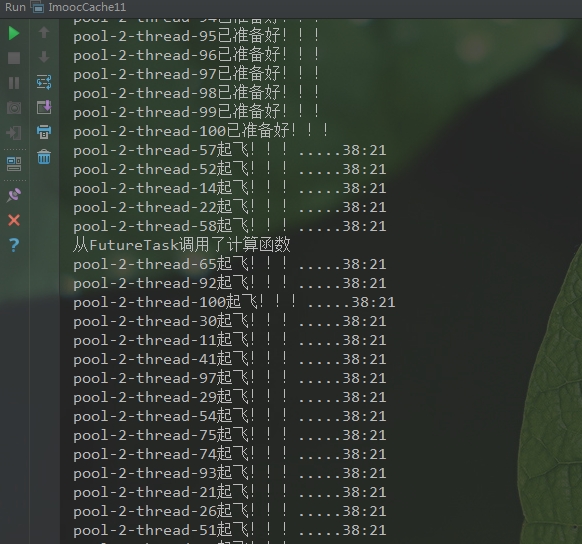 Run ImoocCache11
pool-2-thread-94已准备好！！！
pool-2-thread-95已准备好！！！
pool-2-thread-96已准备好！！！
pool-2-thread-97已准备好！！！
pool-2-thread-98已准备好！！！
pool-2-thread-99已准备好！！！
pool-2-thread-100已准备好！！！
pool-2-thread-57起飞！！！.....38:21
pool-2-thread-52起飞！！！.....38:21
pool-2-thread-14起飞！！！.....38:21
pool-2-thread-22起飞！！！.....38:21
pool-2-thread-58起飞！！！.....38:21
从FutureTask调用了计算函数
pool-2-thread-65起飞！！！.....38:21
pool-2-thread-92起飞！！！.....38:21
pool-2-thread-100起飞！！！.....38:21
pool-2-thread-30起飞！！！.....38:21
pool-2-thread-11起飞！！！.....38:21
pool-2-thread-41起飞！！！.....38:21
pool-2-thread-97起飞！！！.....38:21
pool-2-thread-29起飞！！！.....38:21
pool-2-thread-54起飞！！！.....38:21
pool-2-thread-75起飞！！！.....38:21
pool-2-thread-74起飞！！！.....38:21
pool-2-thread-93起飞！！！.....38:21
pool-2-thread-21起飞！！！.....38:21
pool-2-thread-26起飞！！！.....38:21
pool-2-thread-51起飞！！！.....38:21